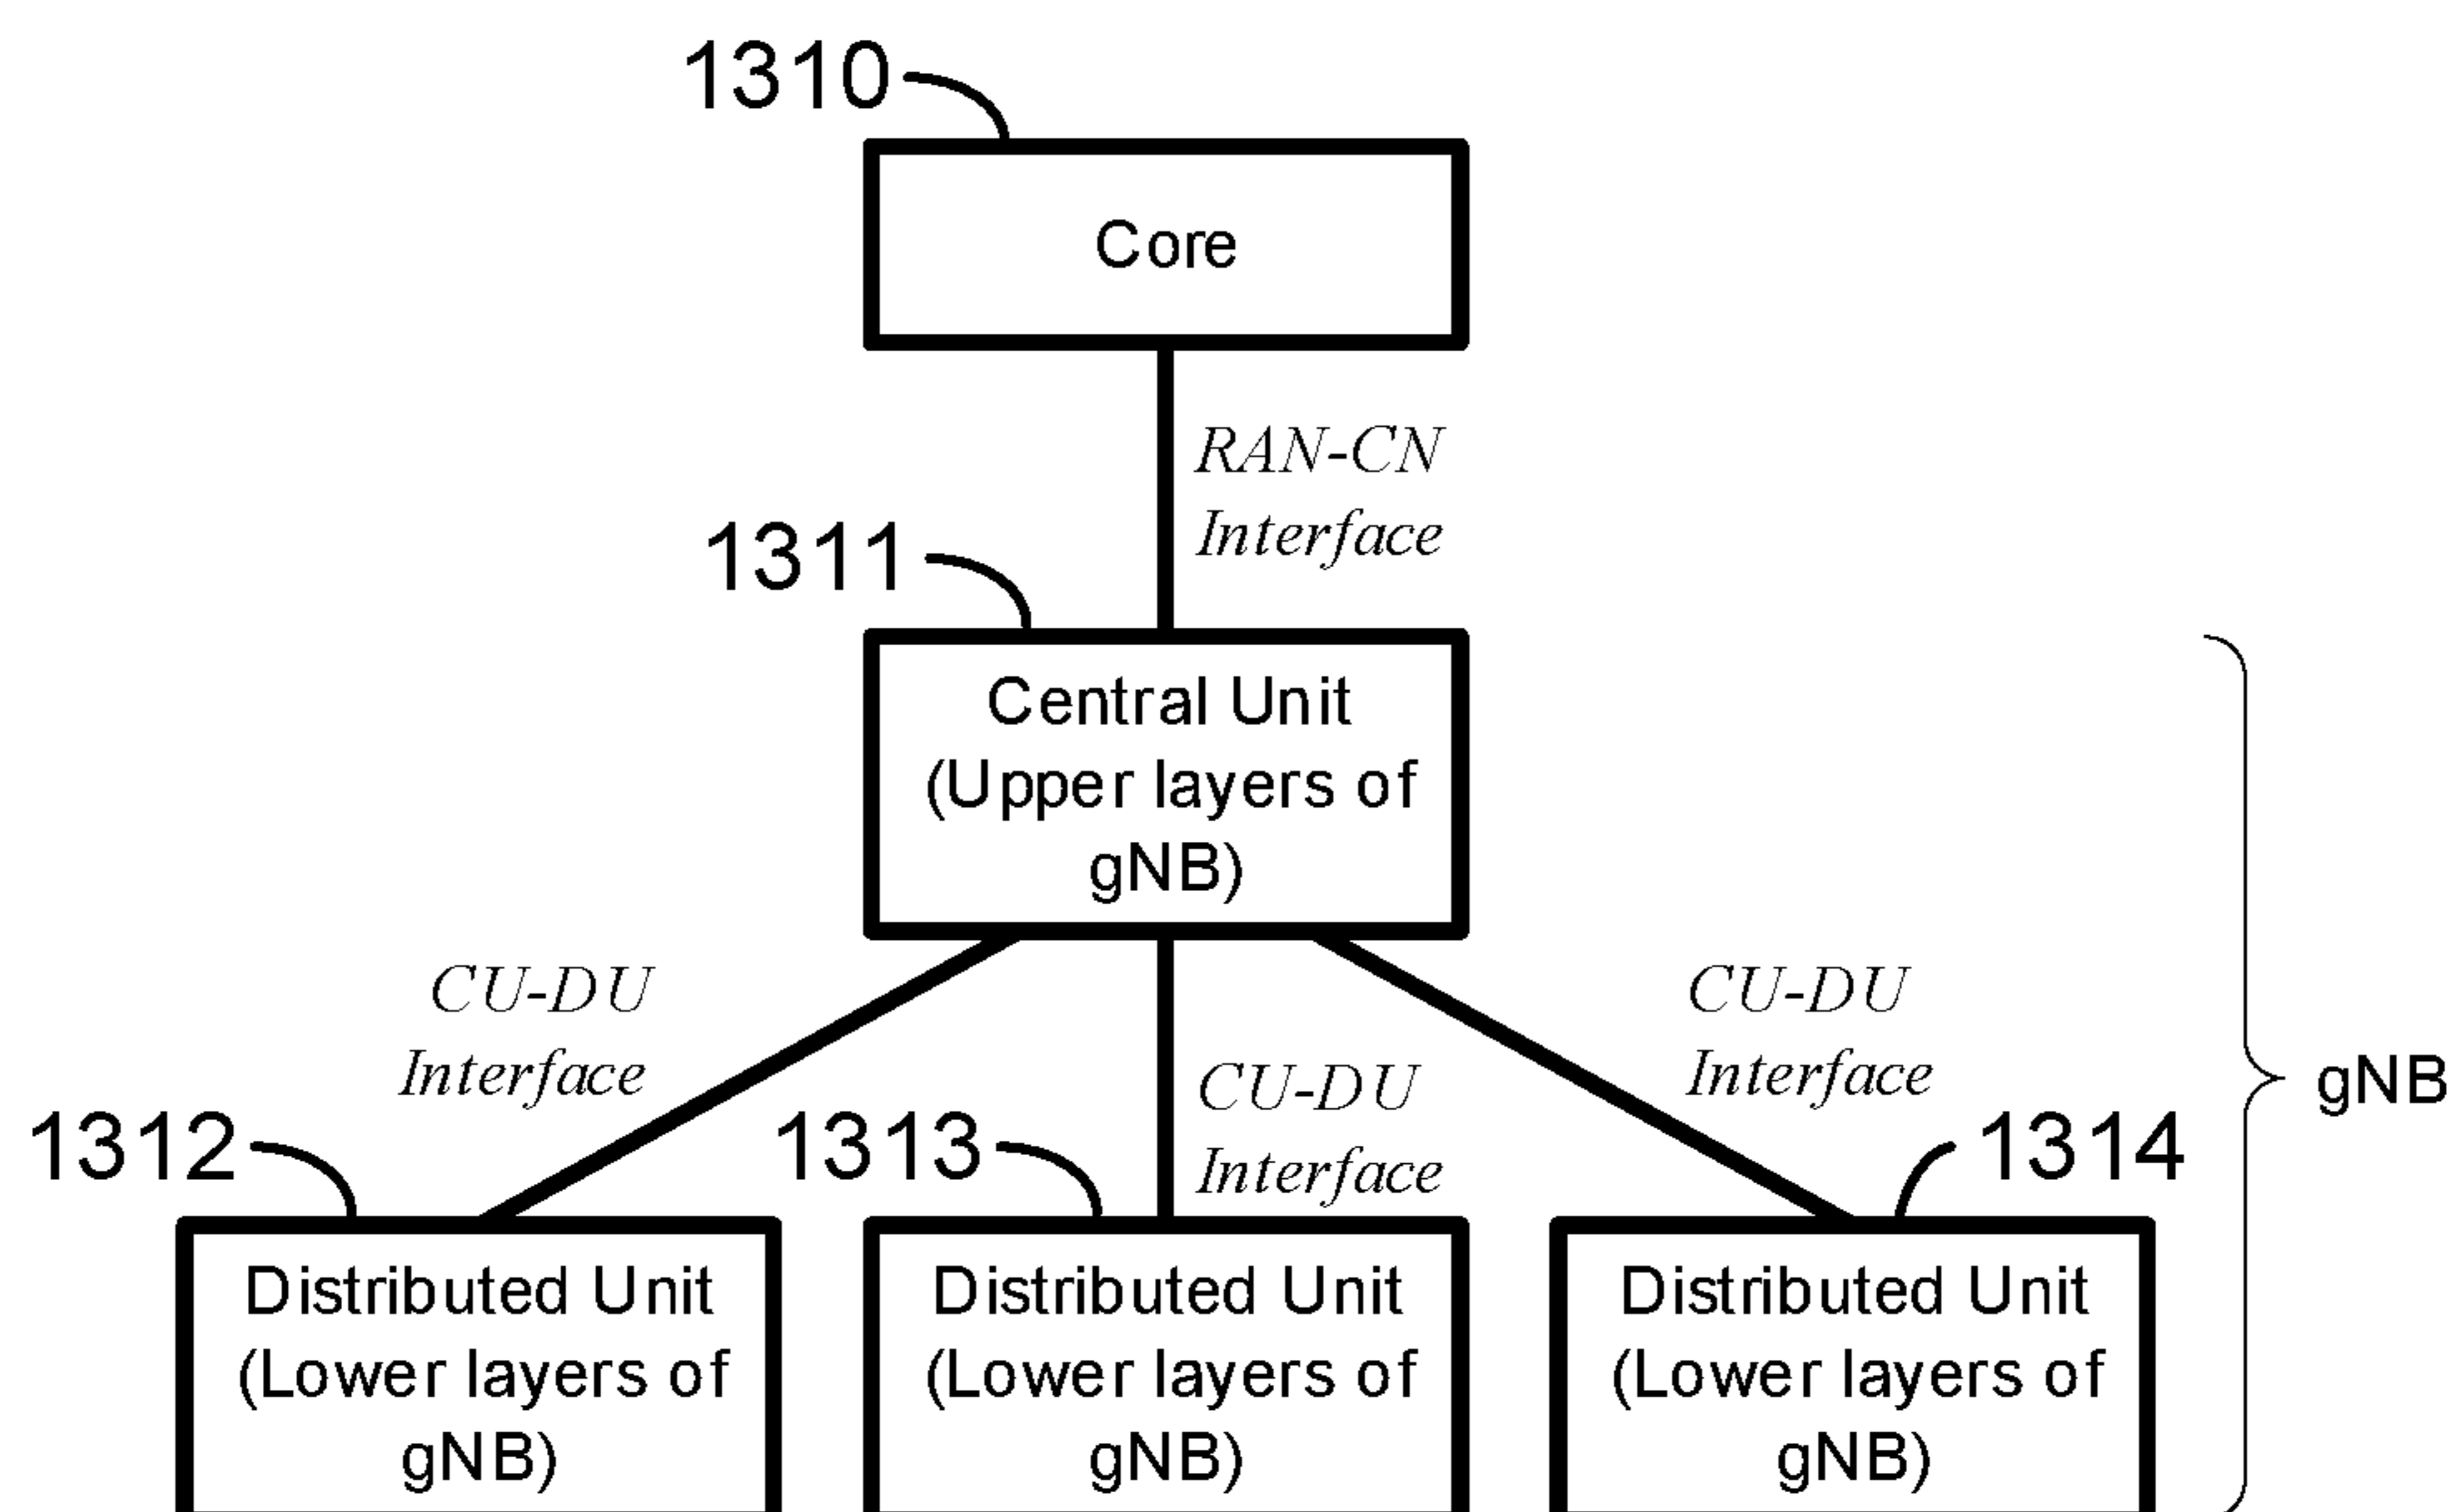 1310
Core
RAN-CN
Interface
1311
Central Unit
(Upper layers of
gNB)
CU-DU
Interface
CU-DU
Interface
CU-DU
Interface
gNB
1312
1313
1314
Distributed Unit
(Lower layers of
gNB)
Distributed Unit
(Lower layers of
gNB)
Distributed Unit
(Lower layers of
gNB)